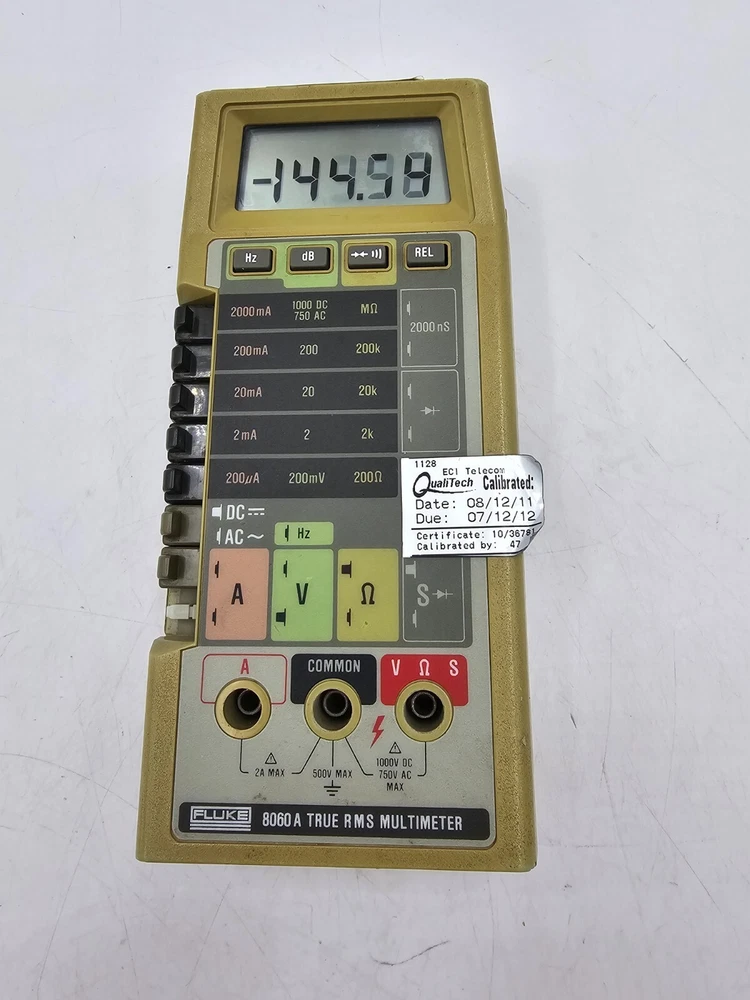 -144.58
Hz dB REL
2000mA 1000 DC 750 AC MΩ
2000nS
200mA 200 200k
20mA 20 20k
2mA 2 2k
200µA 200mV 200Ω
1128
ECI Telecom
QualiTech Calibrated:
Date: 08/12/11
Due: 07/12/12
Certificate: 10/36781
Calibrated by: 47
DC
AC Hz
A V Ω S
A COMMON V Ω S
2A MAX 500V MAX 1000V DC
750V AC
MAX
FLUKE 8060A TRUE RMS MULTIMETER